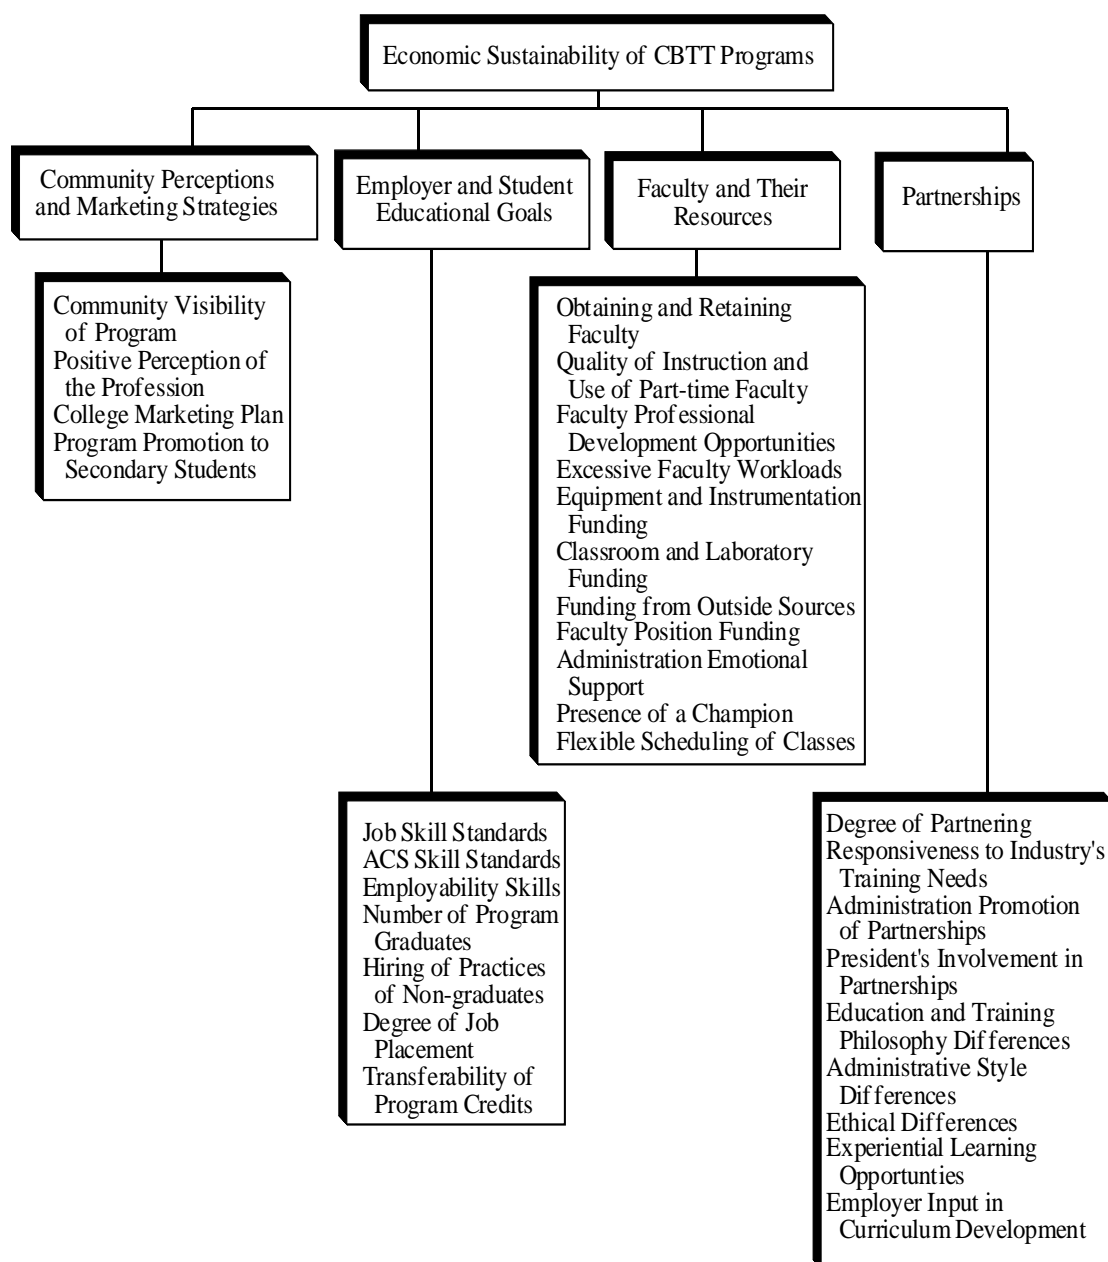 Economic Sustainability of CBTT Programs
Community Perceptions
and Marketing Strategies
Employer and Student
Educational Goals
Faculty and Their
Resources
Partnerships
Community Visibility
of Program
Positive Perception of
the Profession
College Marketing Plan
Program Promotion to
Secondary Students
Obtaining and Retaining
Faculty
Quality of Instruction and
Use of Part-time Faculty
Faculty Professional
Development Opportunities
Excessive Faculty Workloads
Equipment and Instrumentation
Funding
Classroom and Laboratory
Funding
Funding from Outside Sources
Faculty Position Funding
Administration Emotional
Support
Presence of a Champion
Flexible Scheduling of Classes
Job Skill Standards
ACS Skill Standards
Employability Skills
Number of Program
Graduates
Hiring of Practices
of Non-graduates
Degree of Job
Placement
Transferability of
Program Credits
Degree of Partnering
Responsiveness to Industry's
Training Needs
Administration Promotion
of Partnerships
President's Involvement in
Partnerships
Education and Training
Philosophy Differences
Administrative Style
Differences
Ethical Differences
Experiential Learning
Opportunties
Employer Input in
Curriculum Development